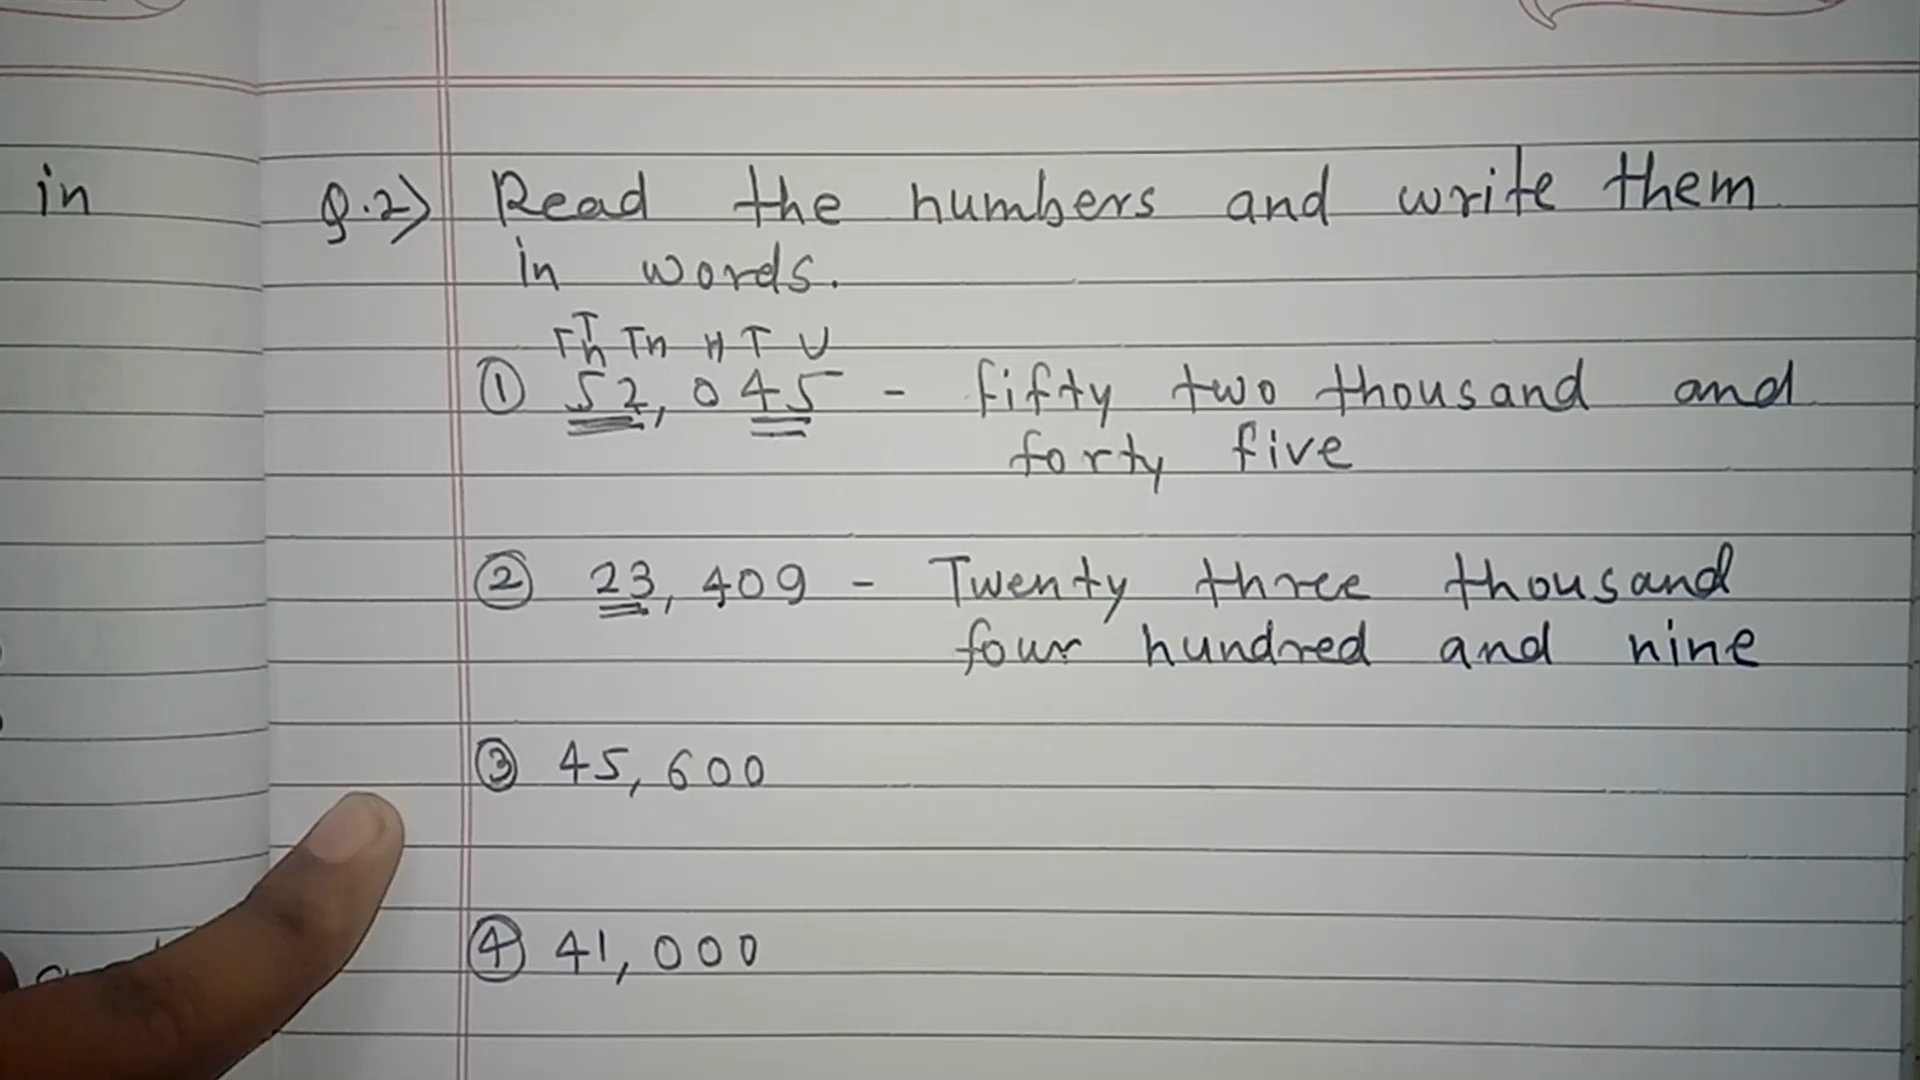 in
Q.2) Read the numbers and write them
in words.
T
Th Th H T U
① 52,045 - fifty two thousand and
forty five
② 23,409 - Twenty three thousand
four hundred and nine
③ 45,600
④ 41,000